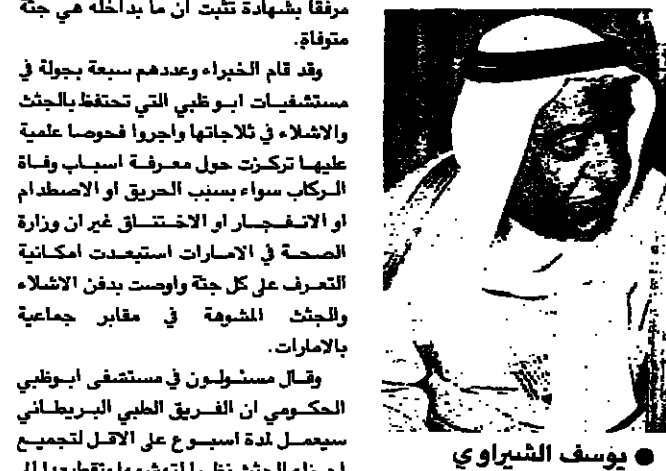 مرفقا بشهادة تثبت ان ما بداخله هي جثة
متوفاة.
وقد قام الخبراء وعددهم سبعة بجولة في
مستشفيات ابو ظبي التي تحتفظ بالجثث
والاشلاء في ثلاجاتها واجروا فحوصا علمية
عليها تركزت حول معرفة اسباب وفاة
الركاب سواء بسبب الحريق او الاصطدام
او الانفجار او الاختناق غير ان وزارة
الصحة في الامارات استبعدت امكانية
التعرف على كل جثة واوصت بدفن الاشلاء
والجثث المشوهة في مقابر جماعية
بالامارات.
وقال مسئولون في مستشفى ابوظبي
الحكومي ان الفريق الطبي البريطاني
سيعمل لمدة اسبوع على الاقل لتجميع
الجثث نظرا
● يوسف الشيراوي